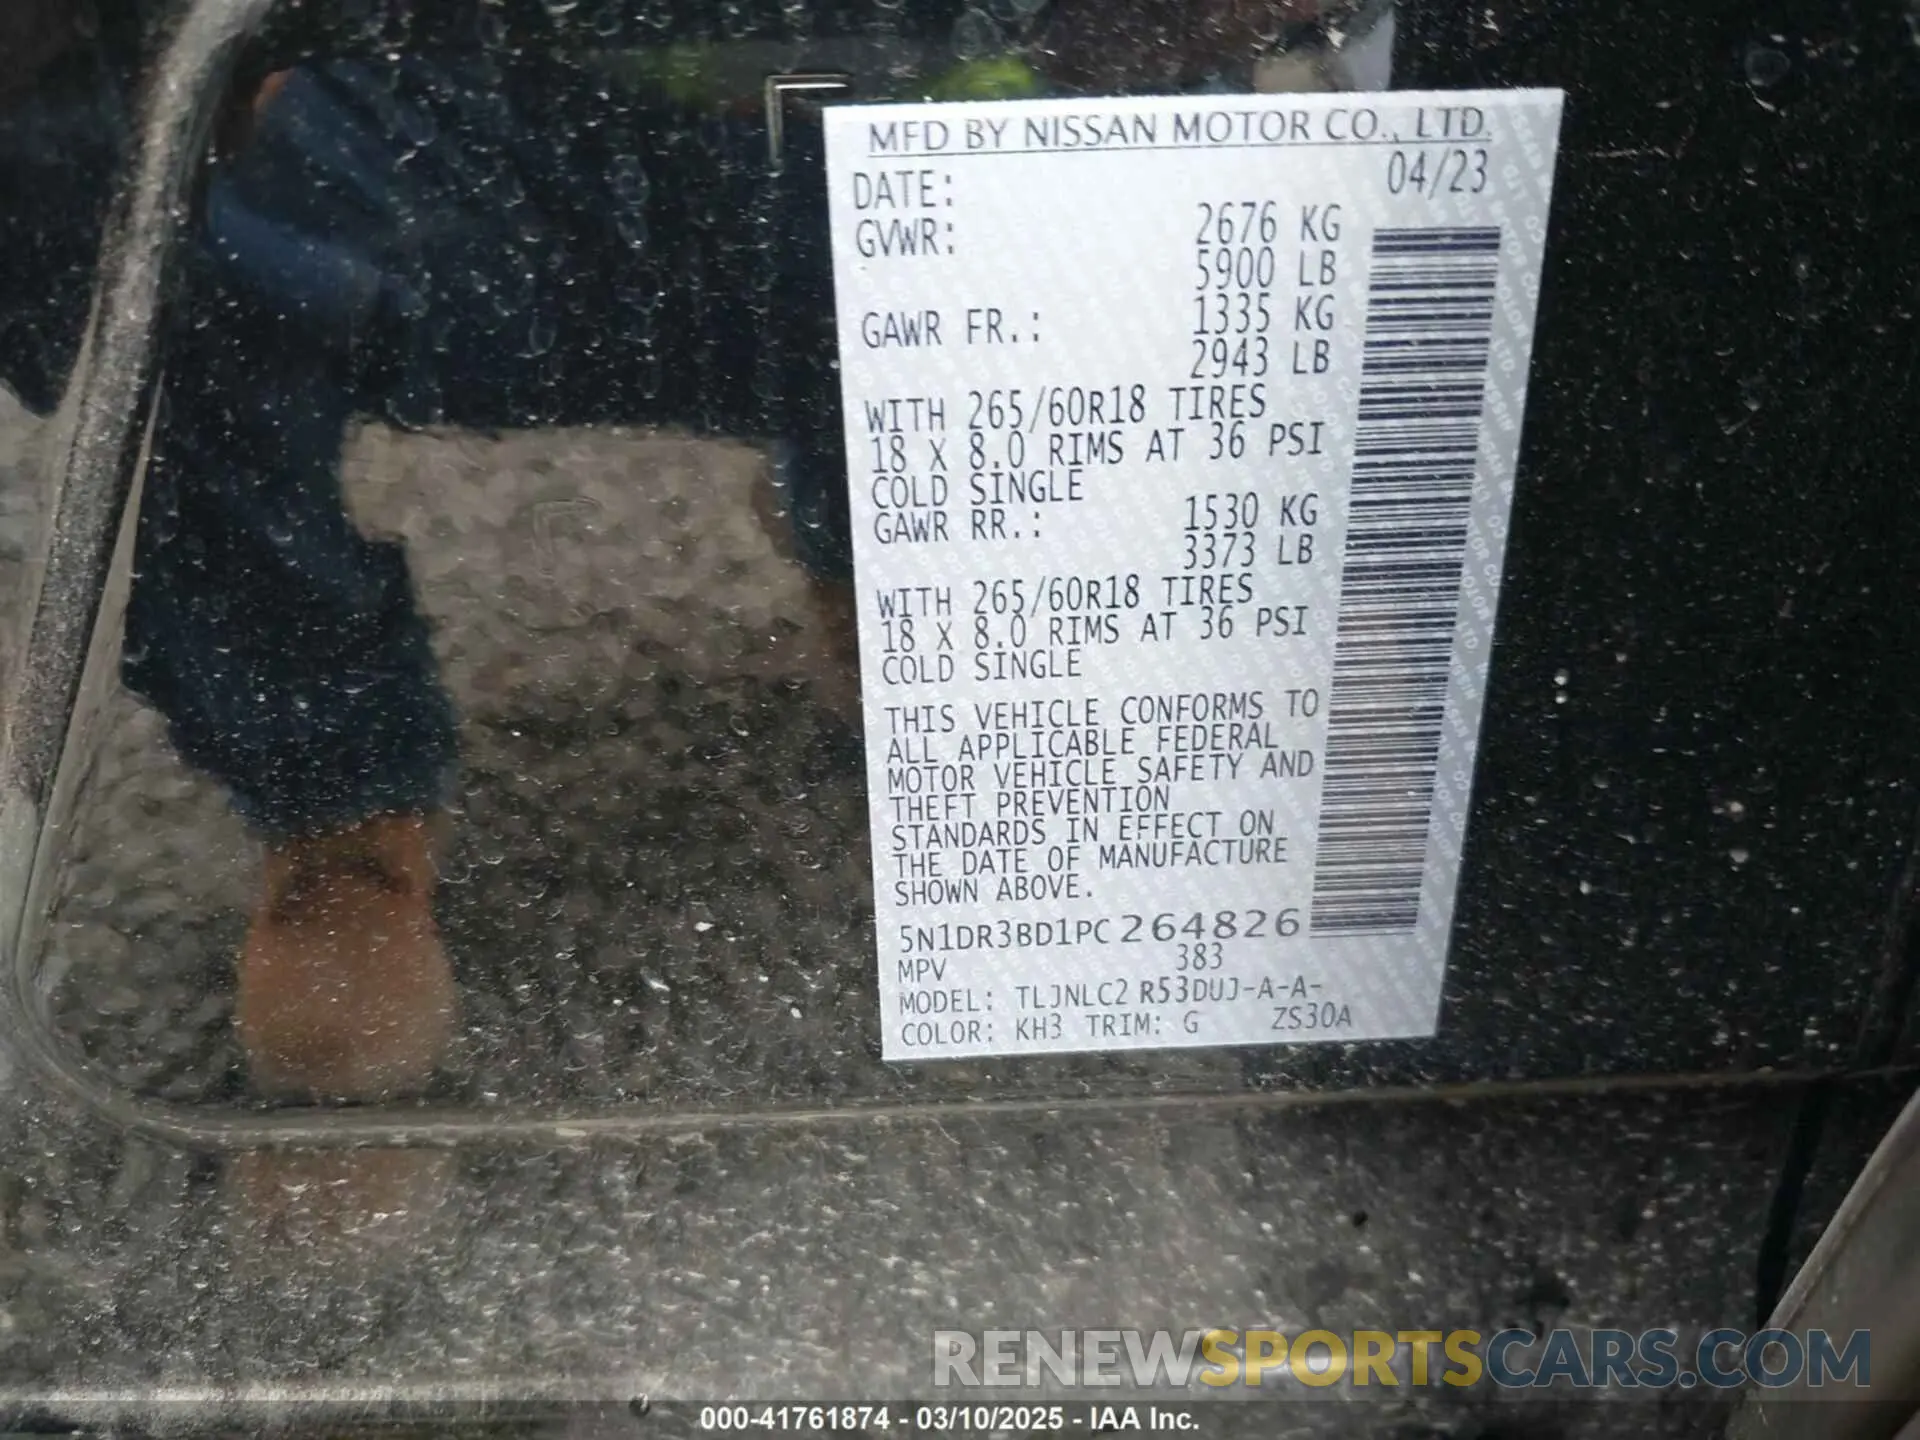 MFD BY NISSAN MOTOR CO., LTD.
DATE: 04/23
GVWR: 2676 KG
5900 LB
GAWR FR.: 1335 KG
2943 LB
WITH 265/60R18 TIRES
18 X 8.0 RIMS AT 36 PSI
COLD SINGLE
GAWR RR.: 1530 KG
3373 LB
WITH 265/60R18 TIRES
18 X 8.0 RIMS AT 36 PSI
COLD SINGLE
THIS VEHICLE CONFORMS TO
ALL APPLICABLE FEDERAL
MOTOR VEHICLE SAFETY AND
THEFT PREVENTION
STANDARDS IN EFFECT ON
THE DATE OF MANUFACTURE
SHOWN ABOVE.
5N1DR3BD1PC264826
MPV 383
MODEL: TLJNLC2 R53DUJ-A-A-
COLOR: KH3 TRIM: G ZS30A
RENEWSPORTSCARS.COM
000-41761874 - 03/10/2025 - IAA Inc.